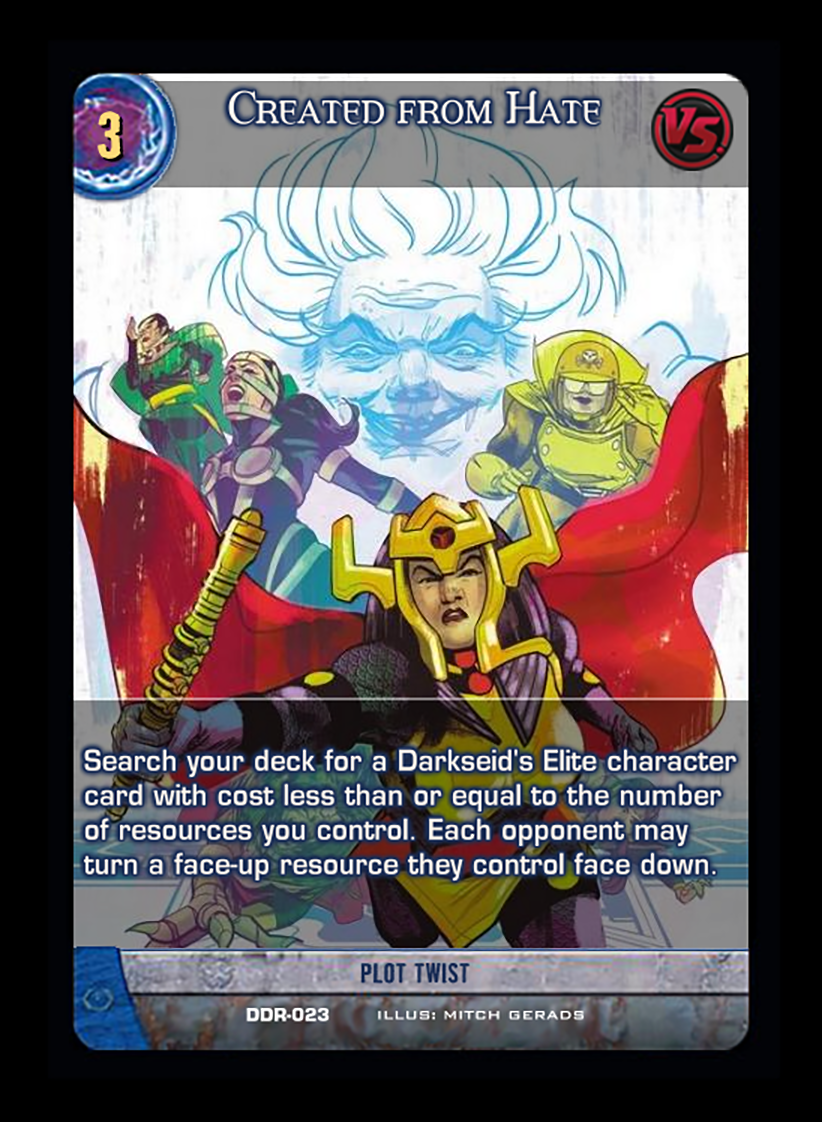 3
Created from Hate
VS.
Search your deck for a Darkseid's Elite character
card with cost less than or equal to the number
of resources you control. Each opponent may
turn a face-up resource they control face down.
PLOT TWIST
DDR-023 ILLUS: MITCH GERADS